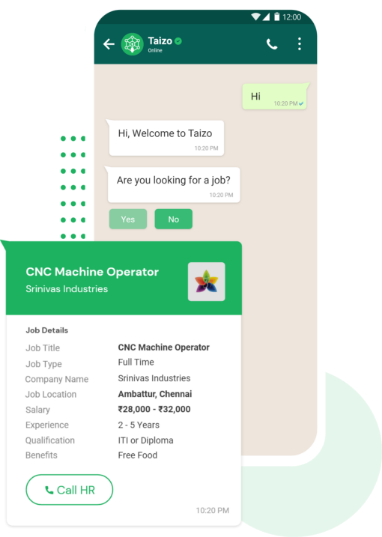 12:00
Taizo
Online
Hi
10:20 PM
Hi, Welcome to Taizo
10:20 PM
Are you looking for a job?
10:20 PM
Yes No
CNC Machine Operator
Srinivas Industries
Job Details
Job Title CNC Machine Operator
Job Type Full Time
Company Name Srinivas Industries
Job Location Ambattur, Chennai
Salary ₹28,000 - ₹32,000
Experience 2 - 5 Years
Qualification ITI or Diploma
Benefits Free Food
Call HR
10:20 PM